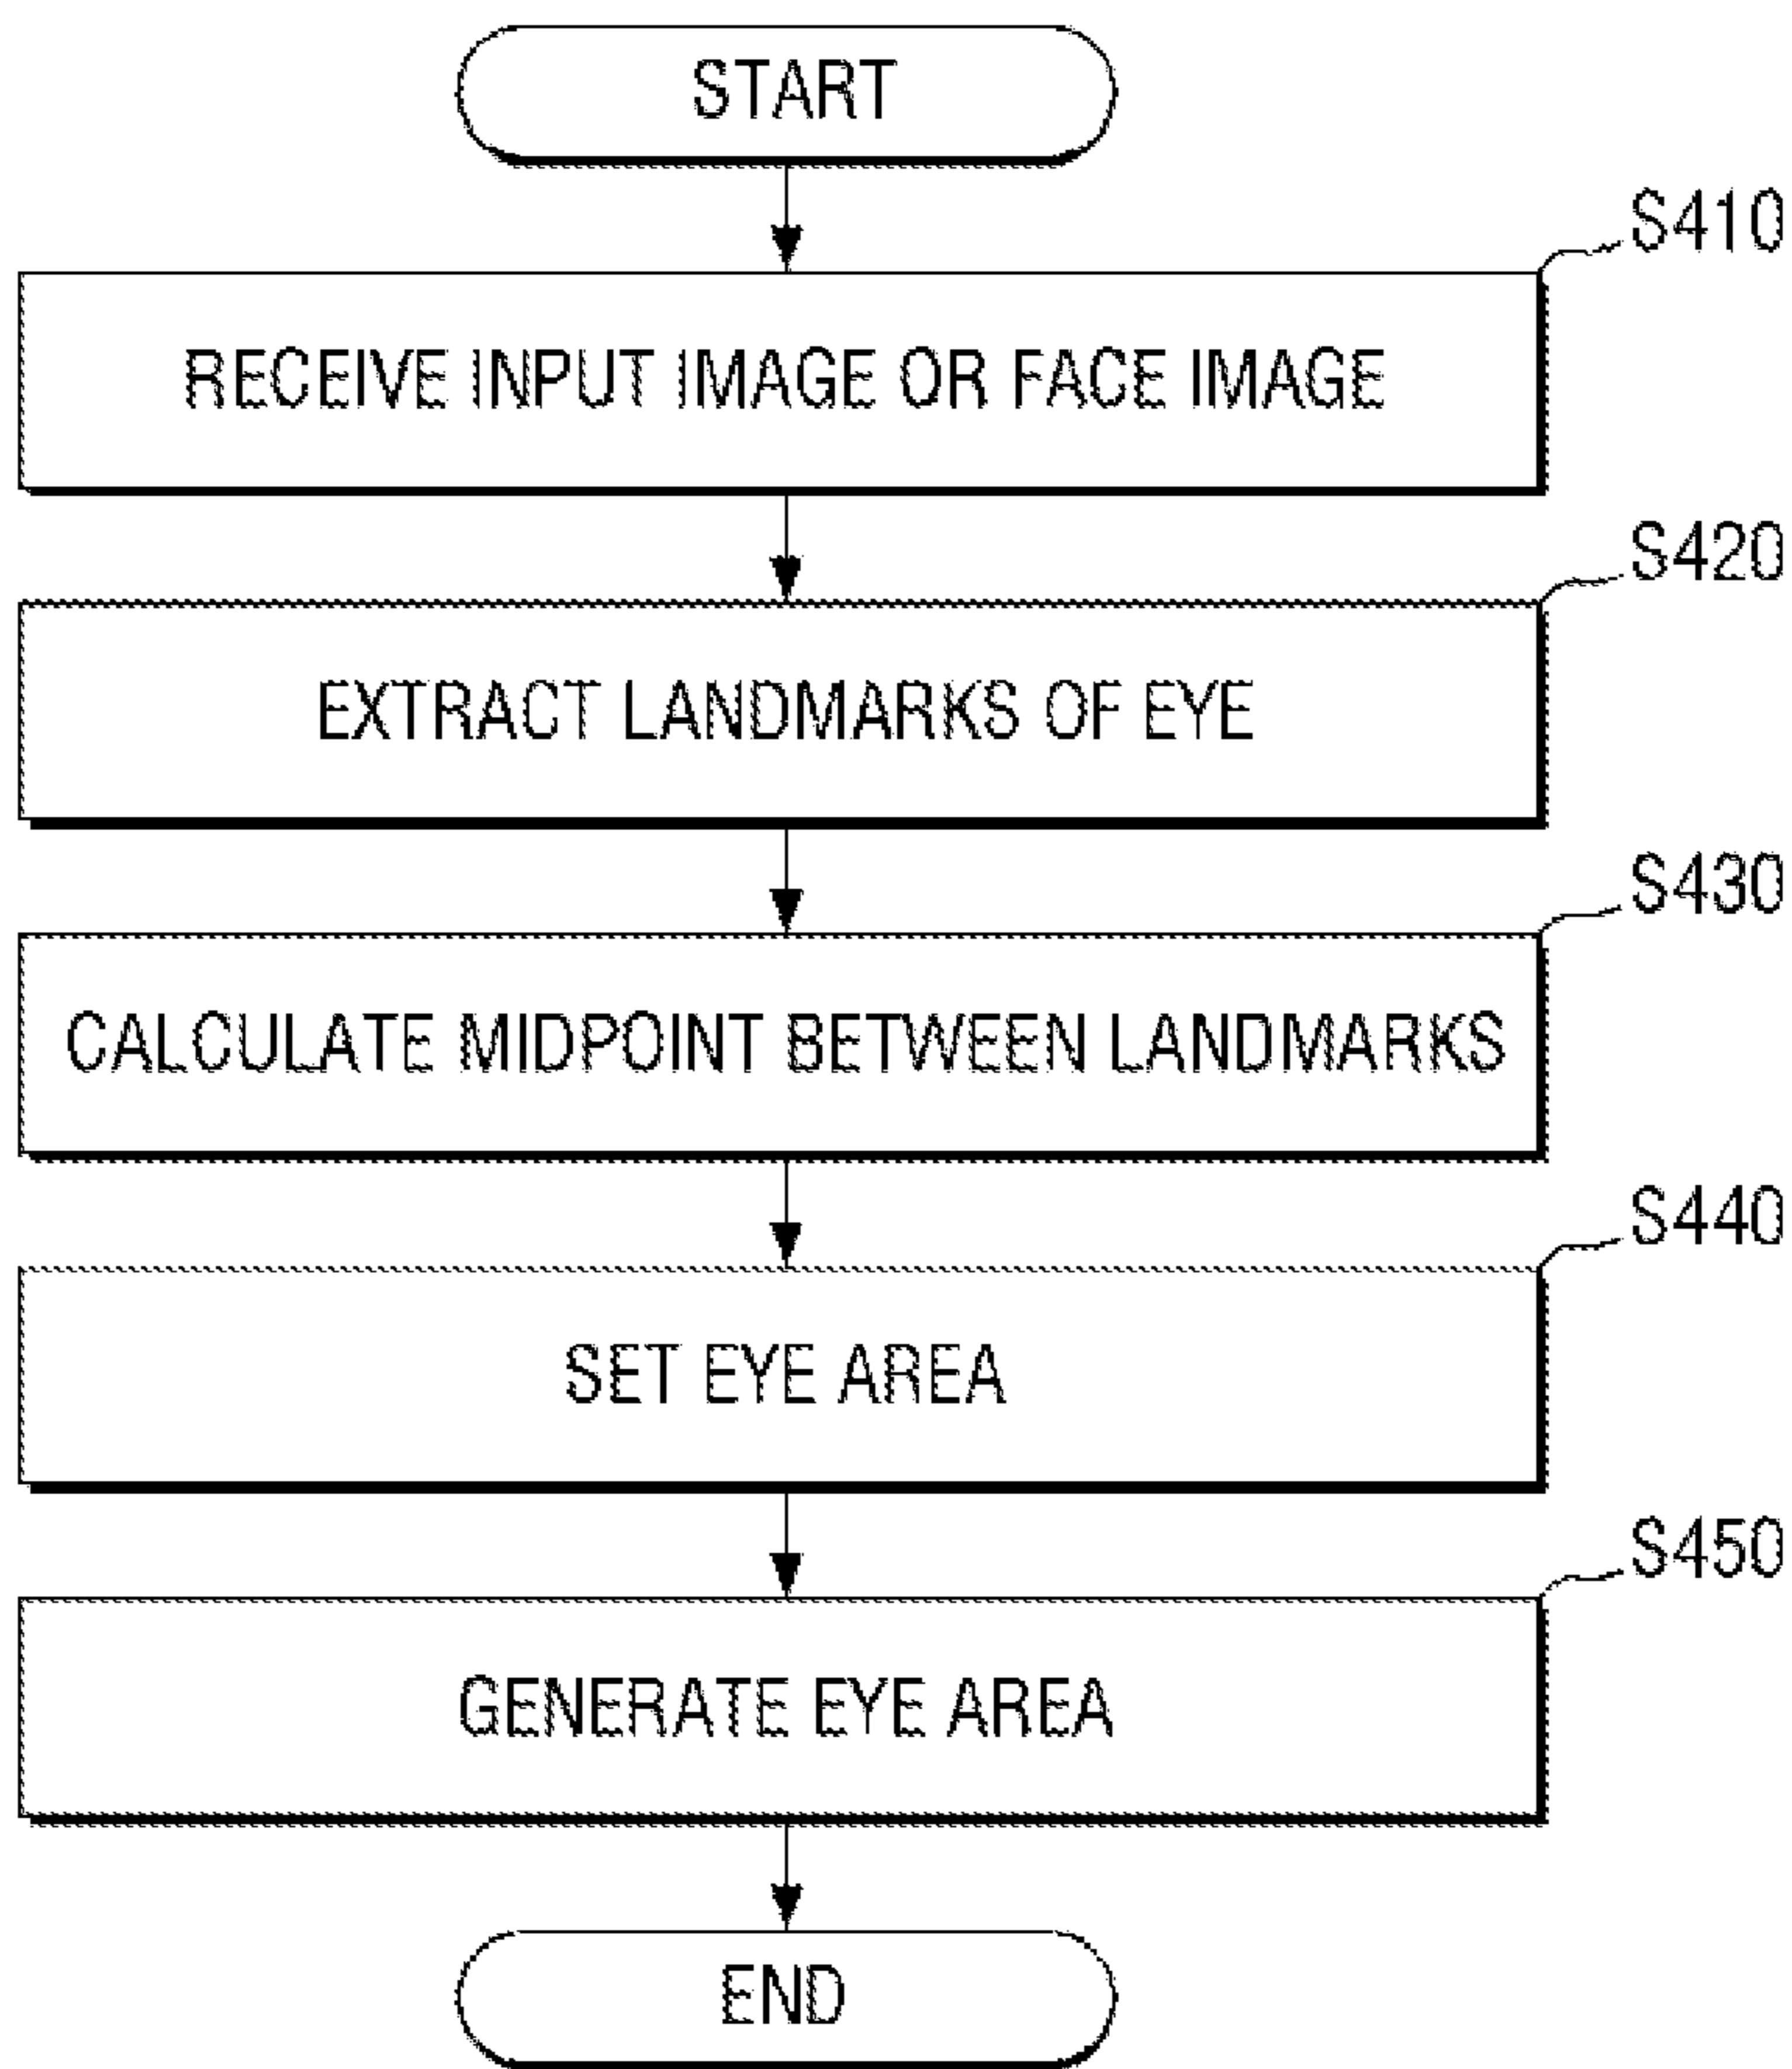 START
S410
RECEIVE INPUT IMAGE OR FACE IMAGE
S420
EXTRACT LANDMARKS OF EYE
S430
CALCULATE MIDPOINT BETWEEN LANDMARKS
S440
SET EYE AREA
S450
GENERATE EYE AREA
END